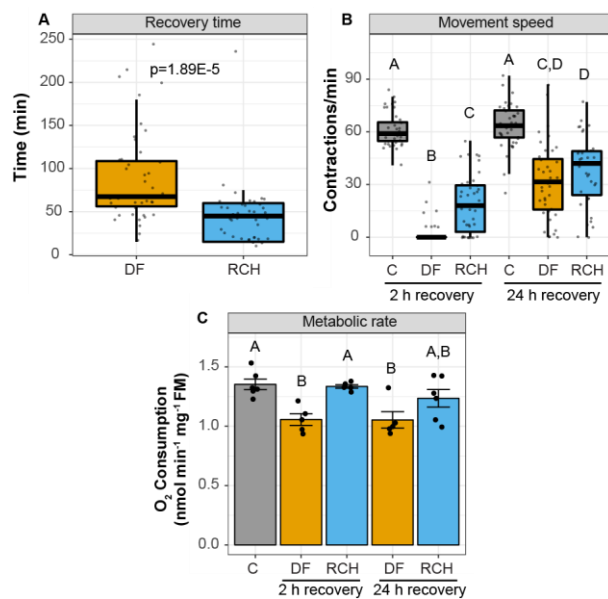 A
Recovery time
p=1.89E-5
250
200
150
100
50
0
Time (min)
DF
RCH
B
Movement speed
A
B
C
A
C,D
D
90
60
30
0
Contractions/min
C
DF
RCH
C
DF
RCH
2 h recovery
24 h recovery
C
Metabolic rate
A
B
A
B
A,B
1.5
1.0
0.5
0.0
O₂ Consumption
(nmol min⁻¹ mg⁻¹ FM)
C
DF
RCH
DF
RCH
2 h recovery
24 h recovery